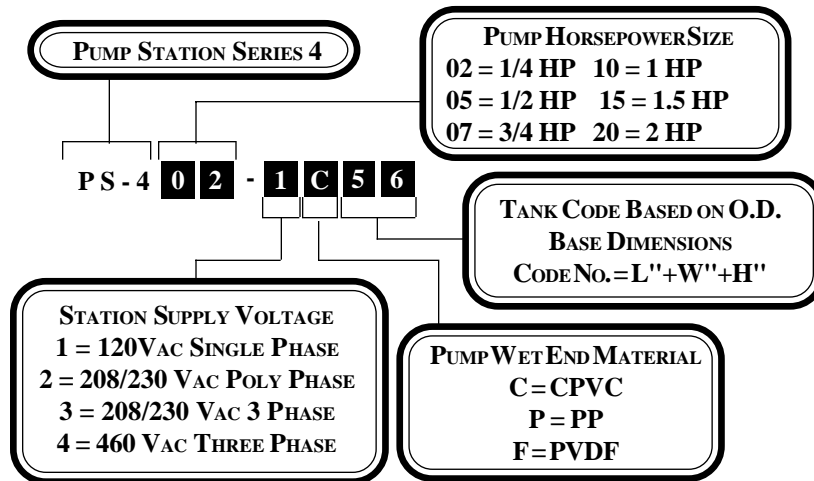 PUMP STATION SERIES 4
PUMP HORSEPOWER SIZE
02 = 1/4 HP 10 = 1 HP
05 = 1/2 HP 15 = 1.5 HP
07 = 3/4 HP 20 = 2 HP
PS-4 02 - 1C56
TANK CODE BASED ON O.D.
BASE DIMENSIONS
CODE NO. = L"+W"+H"
STATION SUPPLY VOLTAGE
1 = 120VAC SINGLE PHASE
2 = 208/230 VAC POLY PHASE
3 = 208/230 VAC 3 PHASE
4 = 460 VAC THREE PHASE
PUMP WET END MATERIAL
C = CPVC
P = PP
F = PVDF